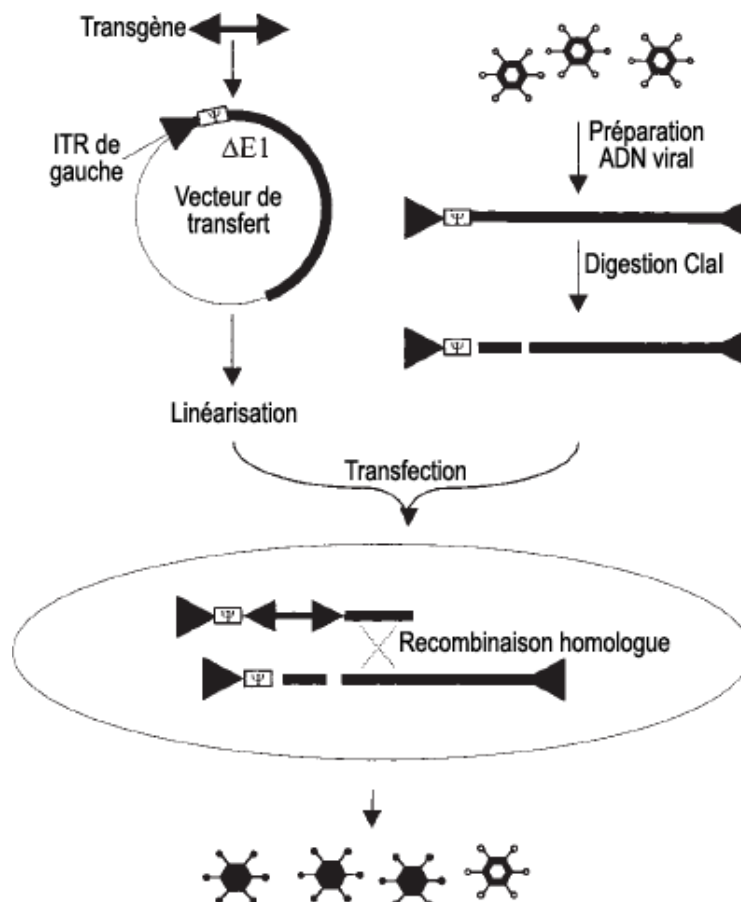 Transgène
Ψ
ITR de
gauche
ΔE1
Vecteur de
transfert
Linéarisation
Préparation
ADN viral
Ψ
Digestion ClaI
Ψ
Transfection
Ψ
Recombinaison homologue
Ψ